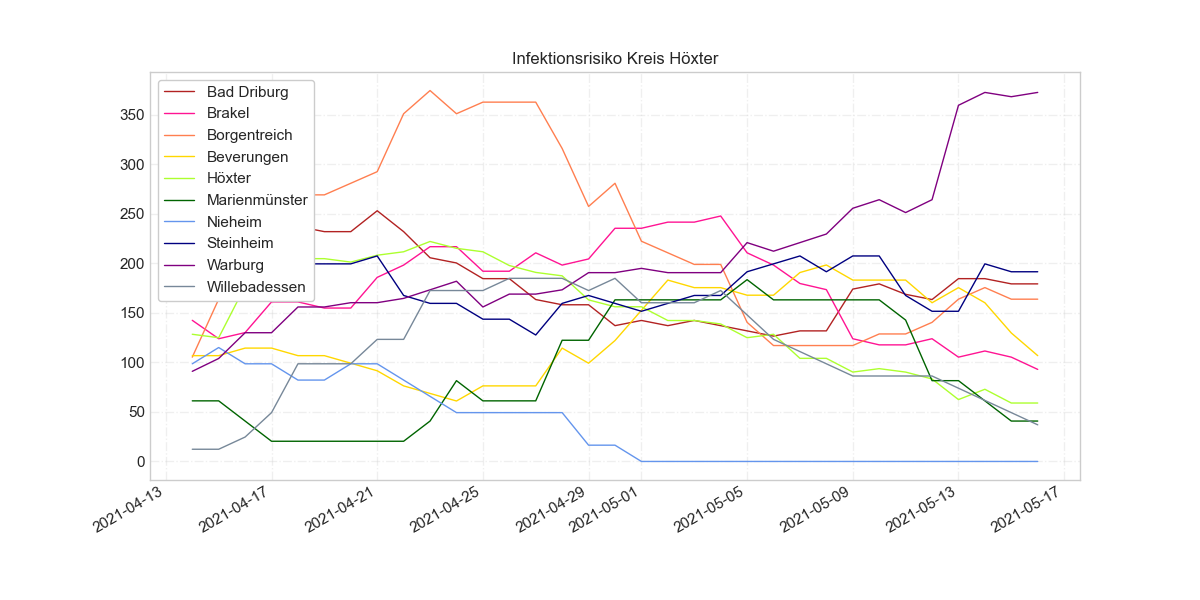 Infektionsrisiko Kreis Höxter
Bad Driburg
Brakel
Borgentreich
Beverungen
Höxter
Marienmünster
Nieheim
Steinheim
Warburg
Willebadessen
350
300
250
200
150
100
50
0
2021-04-13
2021-04-17
2021-04-21
2021-04-25
2021-04-29
2021-05-01
2021-05-05
2021-05-09
2021-05-13
2021-05-17